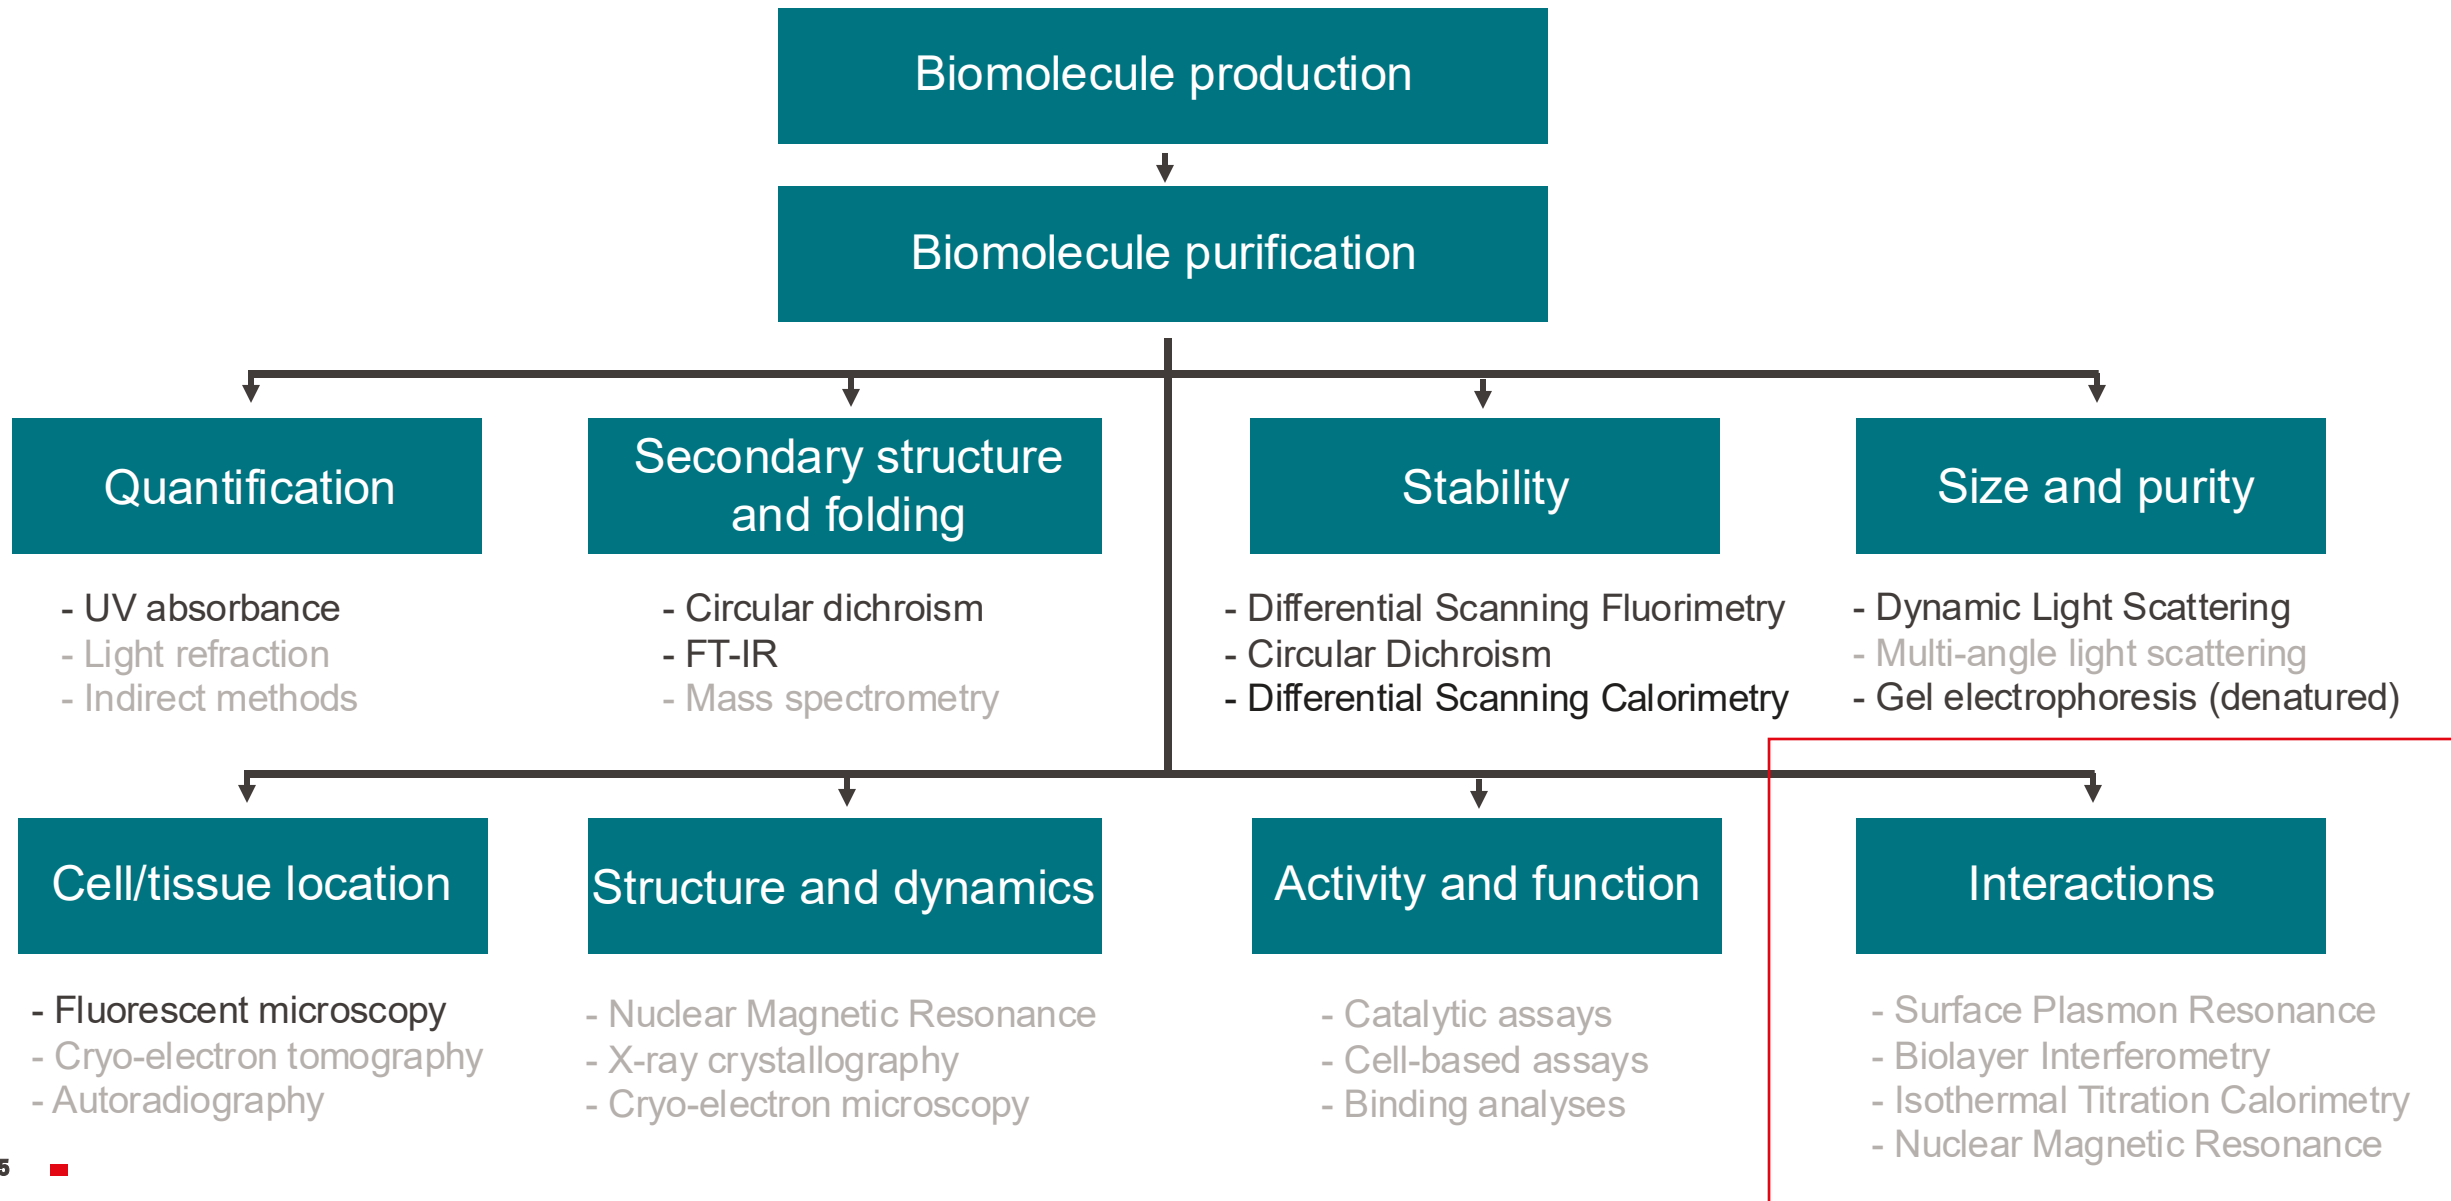 Biomolecule production
Biomolecule purification
Quantification
- UV absorbance
- Light refraction
- Indirect methods
Secondary structure
and folding
- Circular dichroism
- FT-IR
- Mass spectrometry
Stability
- Differential Scanning Fluorimetry
- Circular Dichroism
- Differential Scanning Calorimetry
Size and purity
- Dynamic Light Scattering
- Multi-angle light scattering
- Gel electrophoresis (denatured)
Cell/tissue location
- Fluorescent microscopy
- Cryo-electron tomography
- Autoradiography
Structure and dynamics
- Nuclear Magnetic Resonance
- X-ray crystallography
- Cryo-electron microscopy
Activity and function
- Catalytic assays
- Cell-based assays
- Binding analyses
Interactions
- Surface Plasmon Resonance
- Biolayer Interferometry
- Isothermal Titration Calorimetry
- Nuclear Magnetic Resonance
5